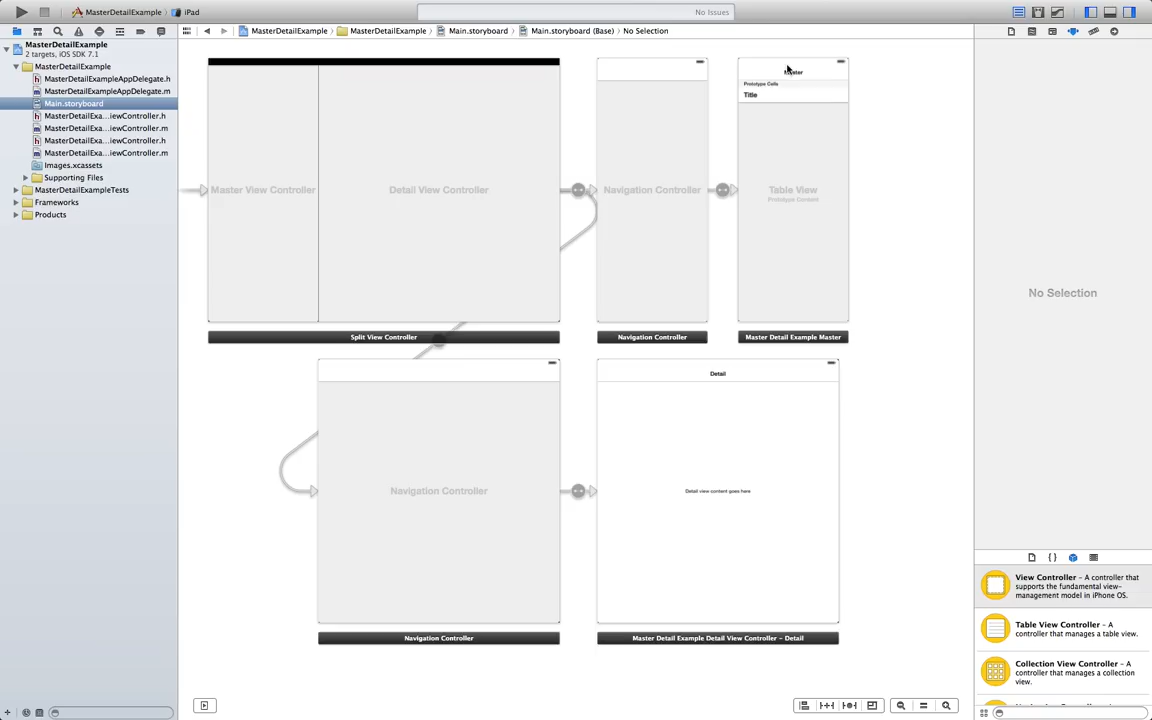 MasterDetailExample
iPad
No Issues
MasterDetailExample
MasterDetailExample
Main.storyboard
Main.storyboard (Base)
No Selection
MasterDetailExample
2 targets, iOS SDK 7.1
MasterDetailExample
MasterDetailExampleAppDelegate.h
MasterDetailExampleAppDelegate.m
Main.storyboard
MasterDetailExa...iewController.h
MasterDetailExa...iewController.m
MasterDetailExa...iewController.h
MasterDetailExa...iewController.m
Images.xcassets
Supporting Files
MasterDetailExampleTests
Frameworks
Products
Master View Controller
Detail View Controller
Split View Controller
Navigation Controller
Navigation Controller
Master
Prototype Cells
Title
Table View
Prototype Content
Master Detail Example Master
Navigation Controller
Navigation Controller
Detail
Detail view content goes here
Master Detail Example Detail View Controller - Detail
No Selection
View Controller - A controller that
supports the fundamental view-
management model in iPhone OS.
Table View Controller - A
controller that manages a table view.
Collection View Controller - A
controller that manages a collection
view.